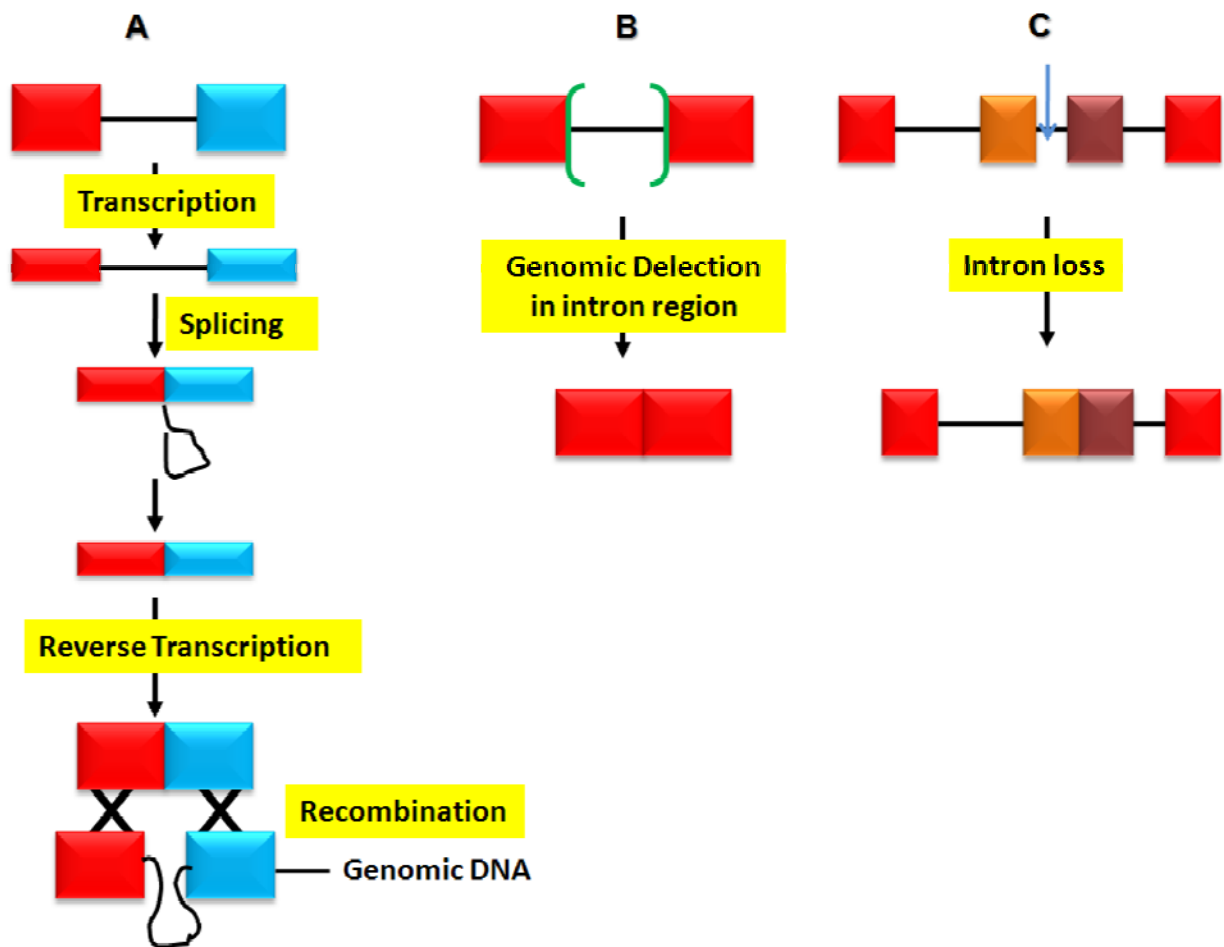 A
Transcription
Splicing
Reverse Transcription
Recombination
Genomic DNA
B
Genomic Delection
in intron region
C
Intron loss